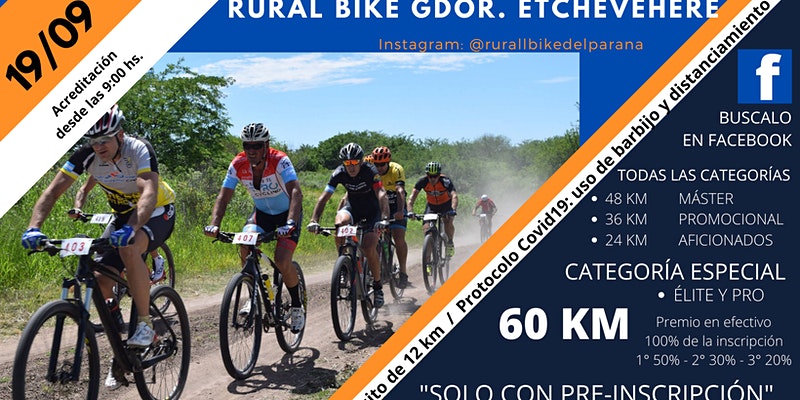 RURAL BIKE GDOR. ETCHEVEHERE
Instagram: @rurallbikedelparana
19/09
Acreditación
desde las 9:00 hs.
de 12 km / Protocolo Covid19: uso de barbijo y distanciamiento
f
BUSCALO
EN FACEBOOK
TODAS LAS CATEGORÍAS
• 48 KM MÁSTER
• 36 KM PROMOCIONAL
• 24 KM AFICIONADOS
CATEGORÍA ESPECIAL
• ÉLITE Y PRO
60 KM
Premio en efectivo
100% de la inscripción
1° 50% - 2° 30% - 3° 20%
"SOLO CON PRE-INSCRIPCIÓN"
403
407
402